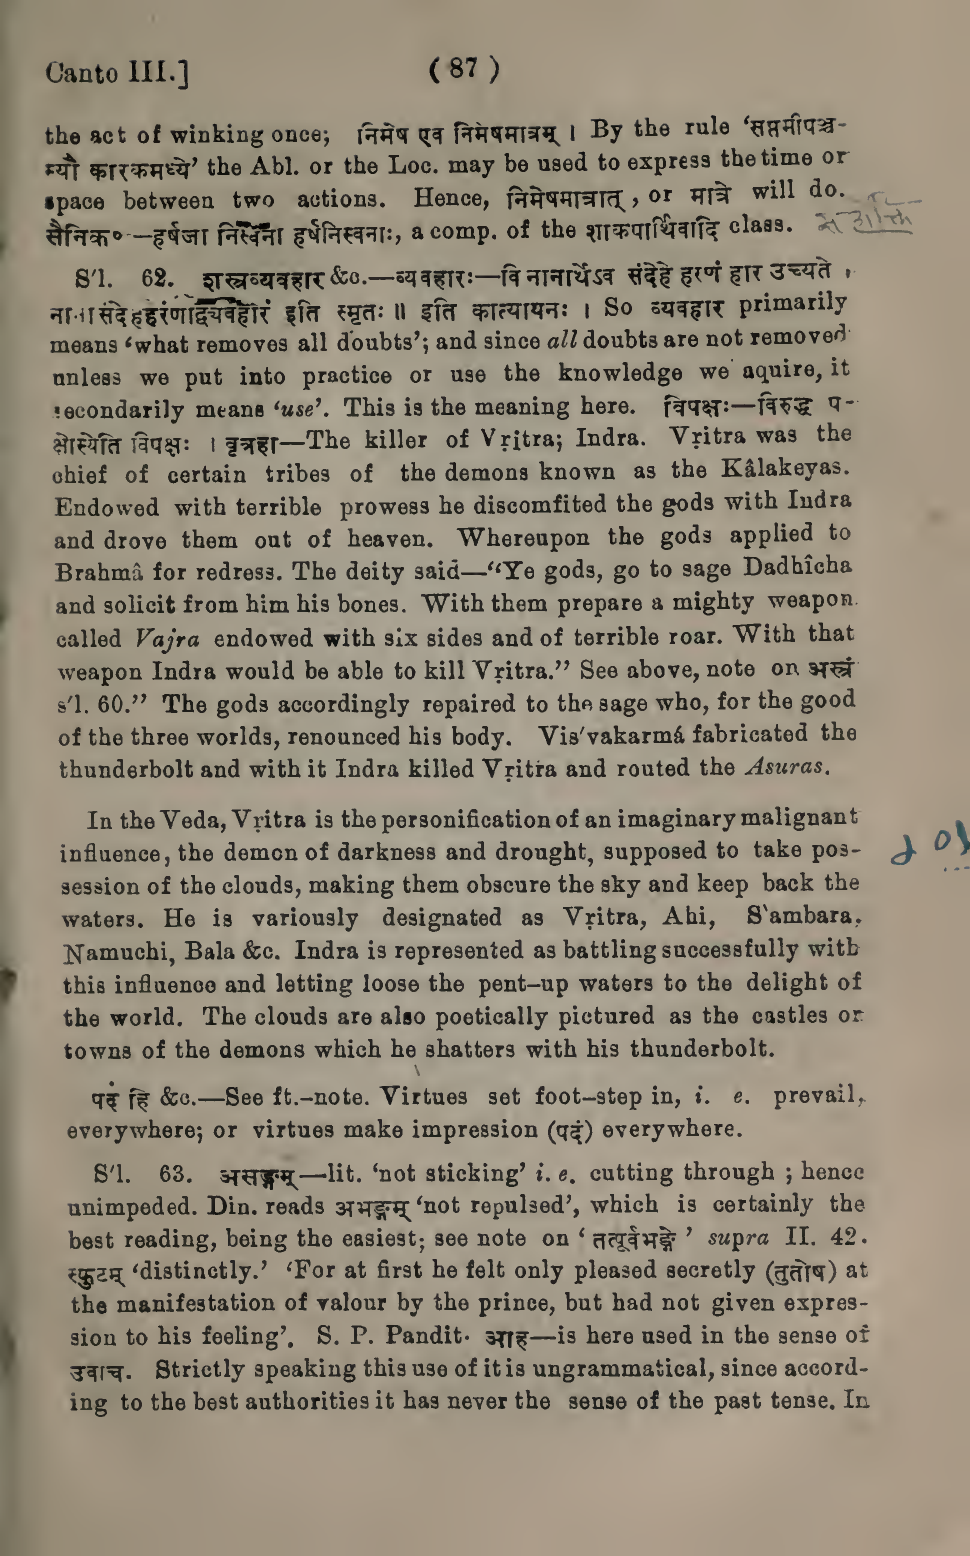 Canto III.] ( 87 )
the act of winking once; निमेष एव निमेषमात्रम् । By the rule ‘सप्तमीपञ्च-
म्यौ कारकमध्ये’ the Abl. or the Loc. may be used to express the time or
space between two actions. Hence, निमेषमात्रात् , or मात्रे will do.
सैनिक०—हर्षजा निस्वना हर्षनिस्वनाः, a comp. of the शाकपार्थिवादि class.
S'l. 62. शस्त्रव्यवहार &c.—व्यवहारः—वि नानार्थेऽव संदेहे हरणं हार उच्यते ।
नानासंदेहहरणाद्व्यवहार इति स्मृतः ॥ इति कात्यायनः । So व्यवहार primarily
means ‘what removes all doubts’; and since all doubts are not removed
unless we put into practice or use the knowledge we aquire, it
secondarily means ‘use’. This is the meaning here. विपक्षः—विरुद्ध प-
क्षोस्येति विपक्षः । वृत्रहा—The killer of Vṛitra; Indra. Vṛitra was the
chief of certain tribes of the demons known as the Kâlakeyas.
Endowed with terrible prowess he discomfited the gods with Indra
and drove them out of heaven. Whereupon the gods applied to
Brahmâ for redress. The deity said—“Ye gods, go to sage Dadhîcha
and solicit from him his bones. With them prepare a mighty weapon
called Vajra endowed with six sides and of terrible roar. With that
weapon Indra would be able to kill Vṛitra.” See above, note on अस्त्रं
s'l. 60.” The gods accordingly repaired to the sage who, for the good
of the three worlds, renounced his body. Vis'vakarmá fabricated the
thunderbolt and with it Indra killed Vṛitra and routed the Asuras.
In the Veda, Vṛitra is the personification of an imaginary malignant
influence, the demon of darkness and drought, supposed to take pos-
session of the clouds, making them obscure the sky and keep back the
waters. He is variously designated as Vṛitra, Ahi, S'ambara,
Namuchi, Bala &c. Indra is represented as battling successfully with
this influence and letting loose the pent-up waters to the delight of
the world. The clouds are also poetically pictured as the castles or
towns of the demons which he shatters with his thunderbolt.
पदं हि &c.—See ft.-note. Virtues set foot-step in, i. e. prevail,
everywhere; or virtues make impression (पदं) everywhere.
S'l. 63. असङ्गम्—lit. ‘not sticking’ i. e. cutting through ; hence
unimpeded. Din. reads अभङ्गम् ‘not repulsed’, which is certainly the
best reading, being the easiest; see note on ‘ तत्पूर्वभङ्गे ’ supra II. 42.
स्फुटम् ‘distinctly.’ ‘For at first he felt only pleased secretly (तुतोष) at
the manifestation of valour by the prince, but had not given expres-
sion to his feeling’. S. P. Pandit. आह—is here used in the sense of
उवाच. Strictly speaking this use of it is ungrammatical, since accord-
ing to the best authorities it has never the sense of the past tense. In